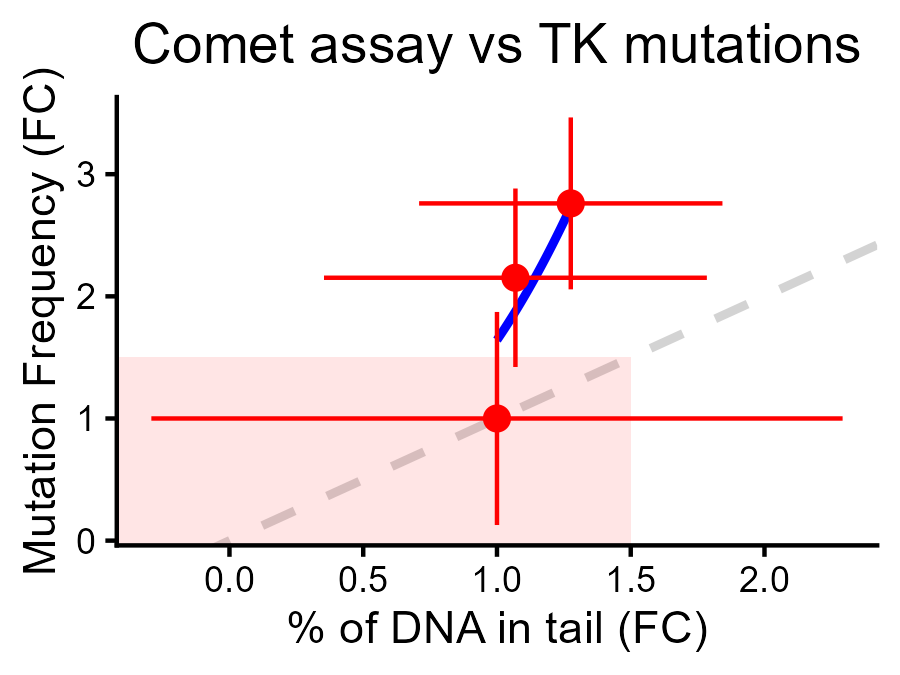 Comet assay vs TK mutations
Mutation Frequency (FC)
3
2
1
0
0.0 0.5 1.0 1.5 2.0
% of DNA in tail (FC)